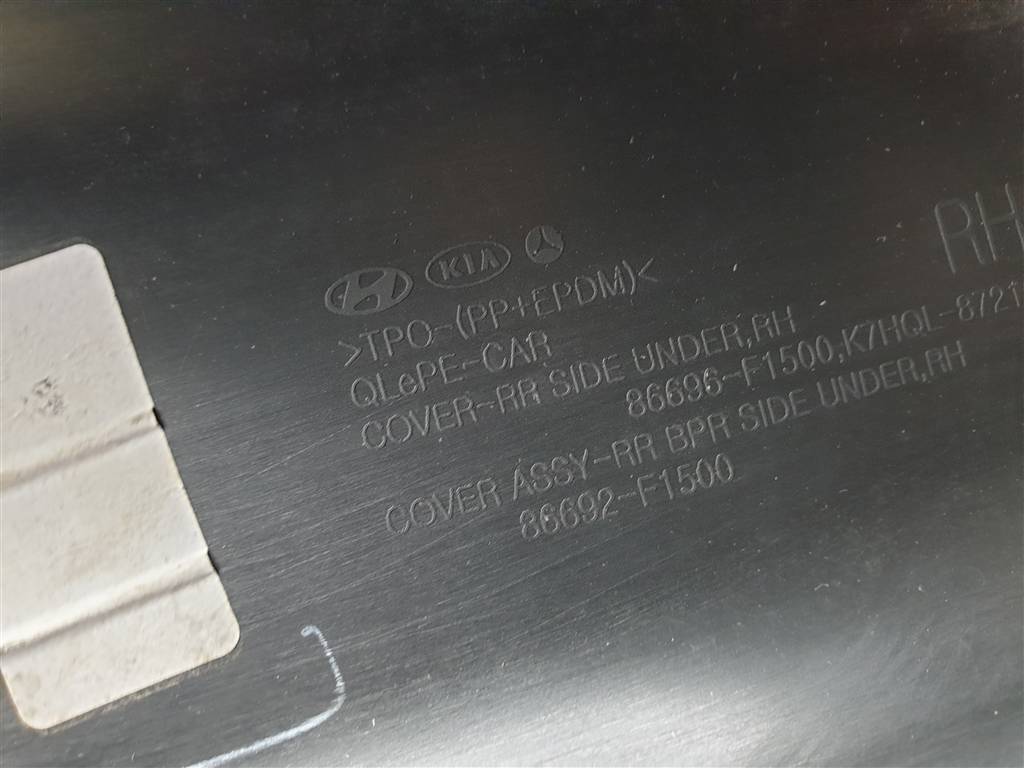 KIA
RH
>TPO-(PP+EPDM)<
QLePE-CAR
COVER-RR SIDE UNDER,RH
86696-F1500,K7HQL-8721
COVER ASSY-RR BPR SIDE UNDER,RH
86692-F1500